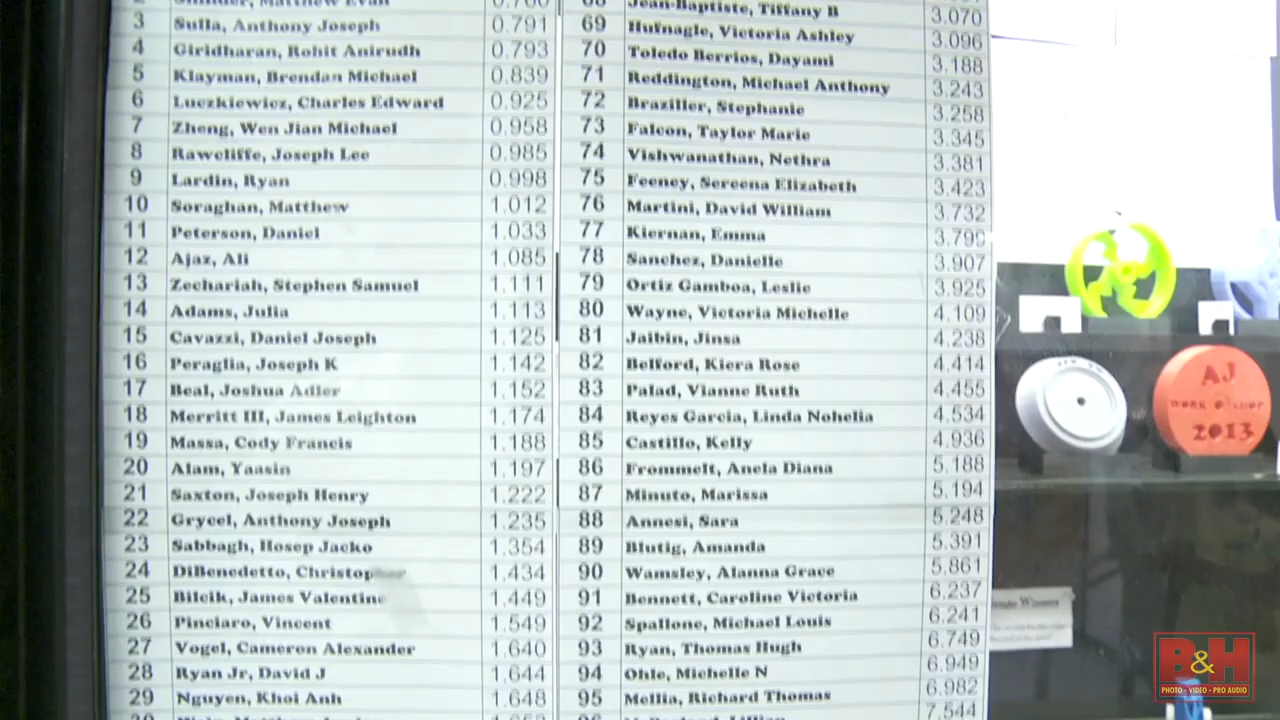 3 Sulla, Anthony Joseph 0.791
4 Giridharan, Rohit Anirudh 0.793
5 Klayman, Brendan Michael 0.839
6 Luczkiewicz, Charles Edward 0.925
7 Zheng, Wen Jian Michael 0.958
8 Rawcliffe, Joseph Lee 0.985
9 Lardin, Ryan 0.998
10 Soraghan, Matthew 1.012
11 Peterson, Daniel 1.033
12 Ajaz, Ali 1.085
13 Zechariah, Stephen Samuel 1.111
14 Adams, Julia 1.113
15 Cavazzi, Daniel Joseph 1.125
16 Peraglia, Joseph K 1.142
17 Beal, Joshua Adler 1.152
18 Merritt III, James Leighton 1.174
19 Massa, Cody Francis 1.188
20 Alam, Yaasin 1.197
21 Saxton, Joseph Henry 1.222
22 Grycel, Anthony Joseph 1.235
23 Sabbagh, Hosep Jacko 1.354
24 DiBenedetto, Christopher 1.434
25 Bilcik, James Valentine 1.449
26 Pinciaro, Vincent 1.549
27 Vogel, Cameron Alexander 1.640
28 Ryan Jr, David J 1.644
29 Nguyen, Khoi Anh 1.648
68 Jean-Baptiste, Tiffany B 3.070
69 Hufnagle, Victoria Ashley 3.096
70 Toledo Berrios, Dayami 3.188
71 Reddington, Michael Anthony 3.243
72 Braziller, Stephanie 3.258
73 Falcon, Taylor Marie 3.345
74 Vishwanathan, Nethra 3.381
75 Feeney, Sereena Elizabeth 3.423
76 Martini, David William 3.732
77 Kiernan, Emma 3.799
78 Sanchez, Danielle 3.907
79 Ortiz Gamboa, Leslie 3.925
80 Wayne, Victoria Michelle 4.109
81 Jaibin, Jinsa 4.238
82 Belford, Kiera Rose 4.414
83 Palad, Vianne Ruth 4.455
84 Reyes Garcia, Linda Nohelia 4.534
85 Castillo, Kelly 4.936
86 Frommelt, Anela Diana 5.188
87 Minuto, Marissa 5.194
88 Annesi, Sara 5.248
89 Blutig, Amanda 5.391
90 Wamsley, Alanna Grace 5.861
91 Bennett, Caroline Victoria 6.237
92 Spallone, Michael Louis 6.241
93 Ryan, Thomas Hugh 6.749
94 Ohle, Michelle N 6.949
95 Mellia, Richard Thomas 6.982
7.544
AJ
2013
B&H
PHOTO - VIDEO - PRO AUDIO